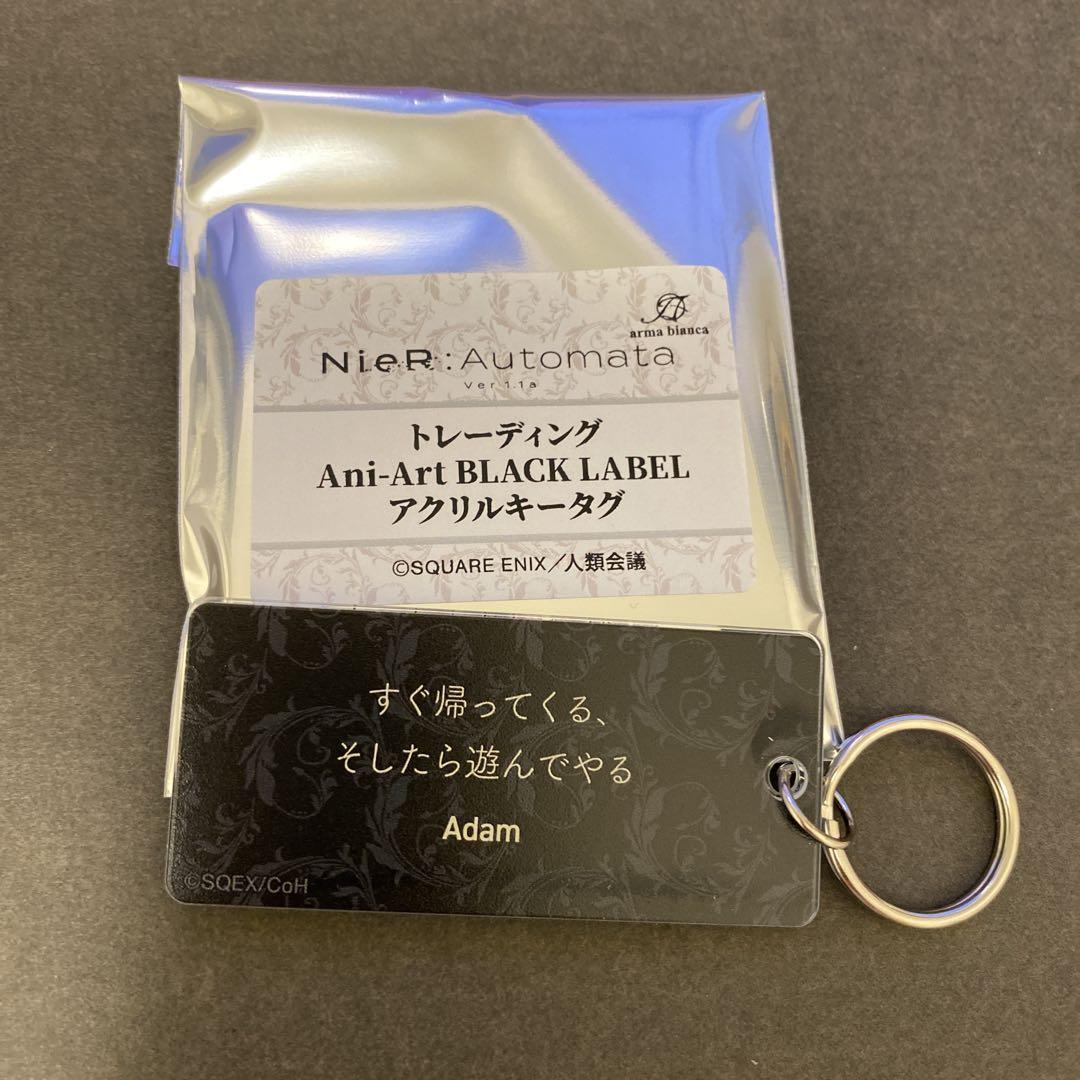 arma bianca
NieR:Automata
Ver1.1a
トレーディング
Ani-Art BLACK LABEL
アクリルキータグ
©SQUARE ENIX/人類会議
すぐ帰ってくる、
そしたら遊んでやる
Adam
©SQEX/CoH